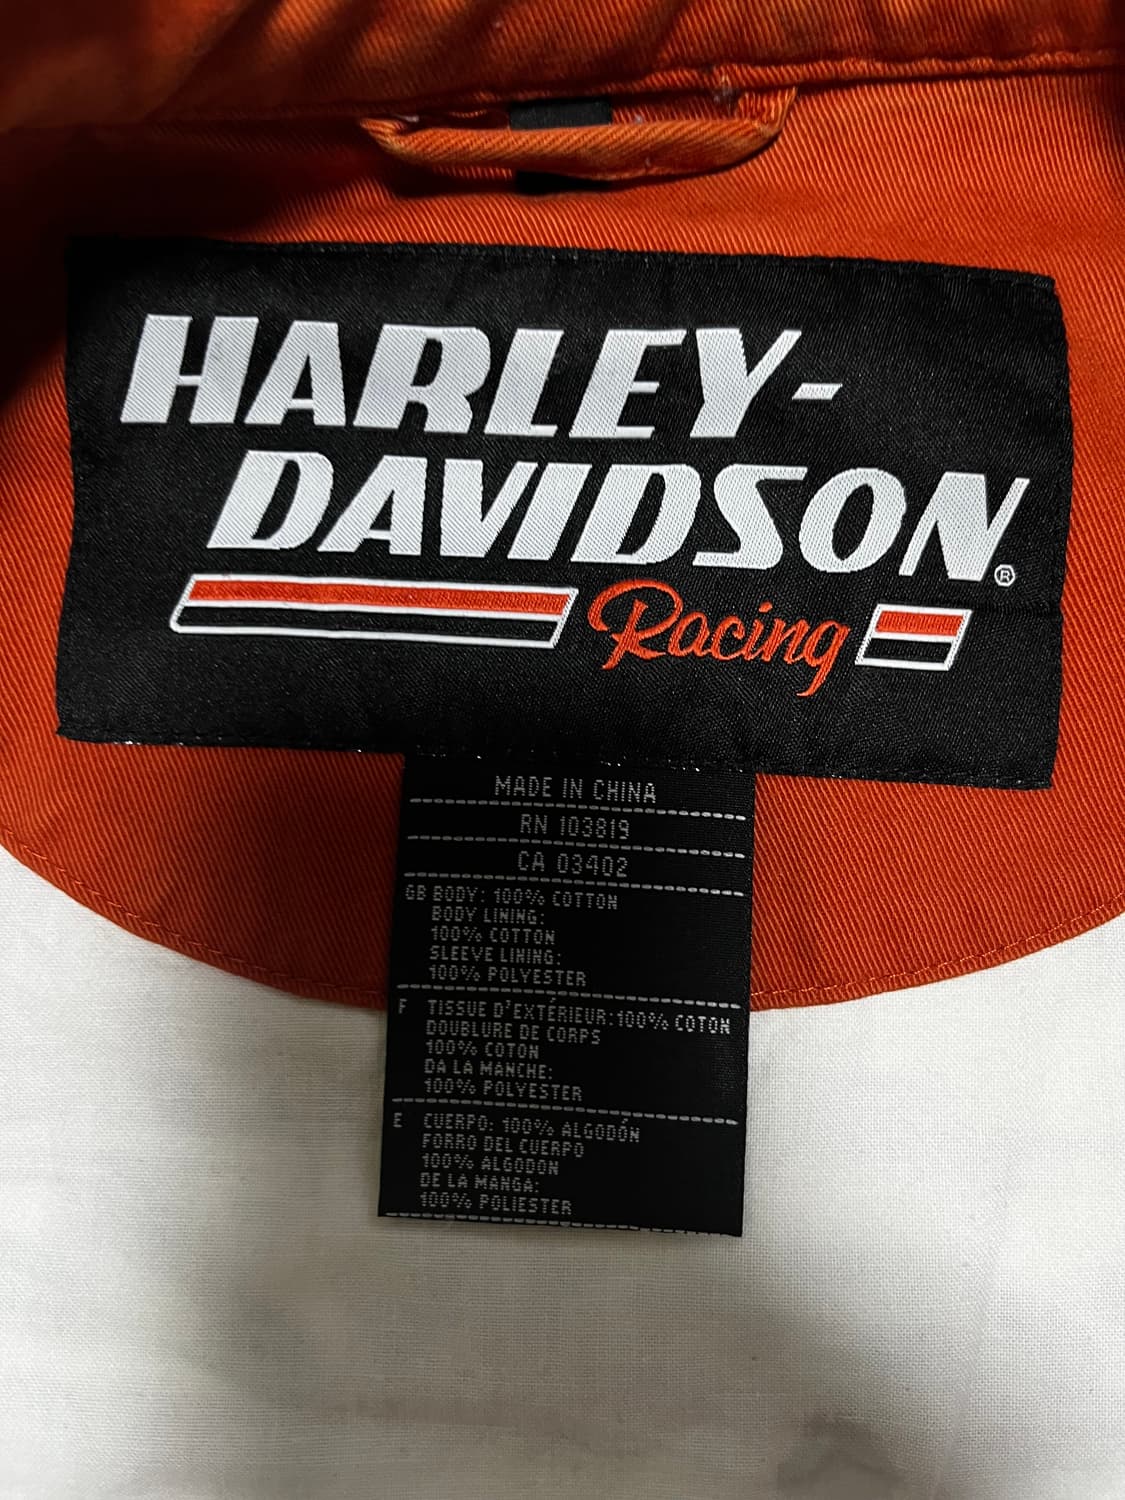 HARLEY-
DAVIDSON®
Racing
MADE IN CHINA
RN 103819
CA 03402
GB BODY: 100% COTTON
BODY LINING:
100% COTTON
SLEEVE LINING:
100% POLYESTER
F TISSUE D'EXTÉRIEUR:100% COTON
DOUBLURE DE CORPS
100% COTON
DA LA MANCHE:
100% POLYESTER
E CUERPO: 100% ALGODÓN
FORRO DEL CUERPO
100% ALGODON
DE LA MANGA:
100% POLIESTER